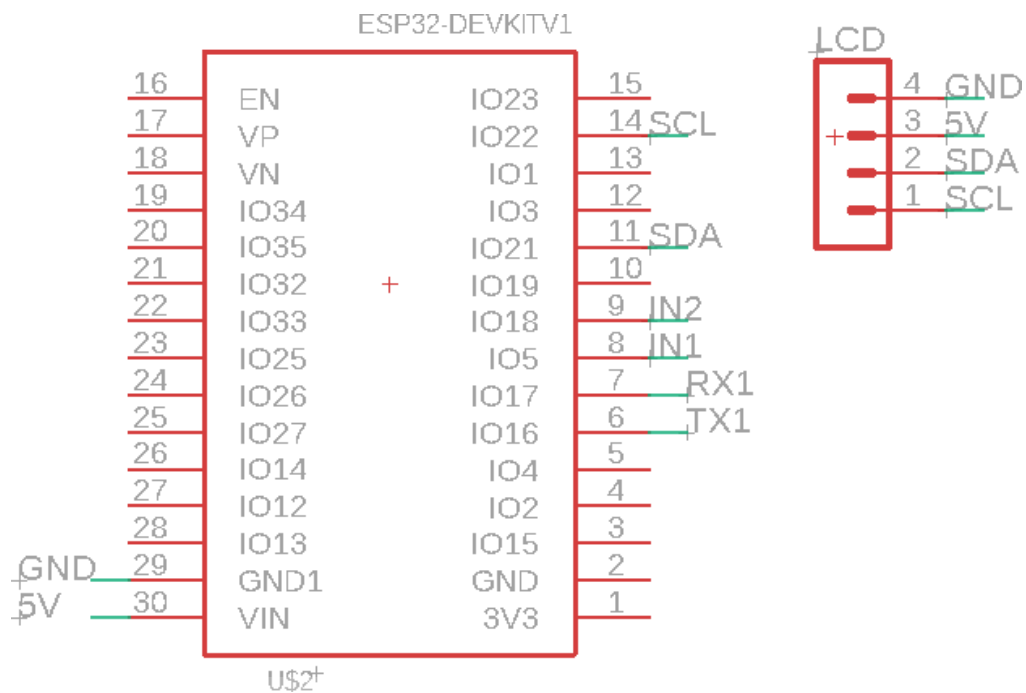 ESP32-DEVKITV1
16 EN IO23 15
17 VP IO22 14 SCL
18 VN IO1 13
19 IO34 IO3 12
20 IO35 IO21 11 SDA
21 IO32 IO19 10
22 IO33 IO18 9 IN2
23 IO25 IO5 8 IN1
24 IO26 IO17 7 RX1
25 IO27 IO16 6 TX1
26 IO14 IO4 5
27 IO12 IO2 4
28 IO13 IO15 3
GND 29 GND1 GND 2
5V 30 VIN 3V3 1
U$2
LCD
4 GND
3 5V
2 SDA
1 SCL